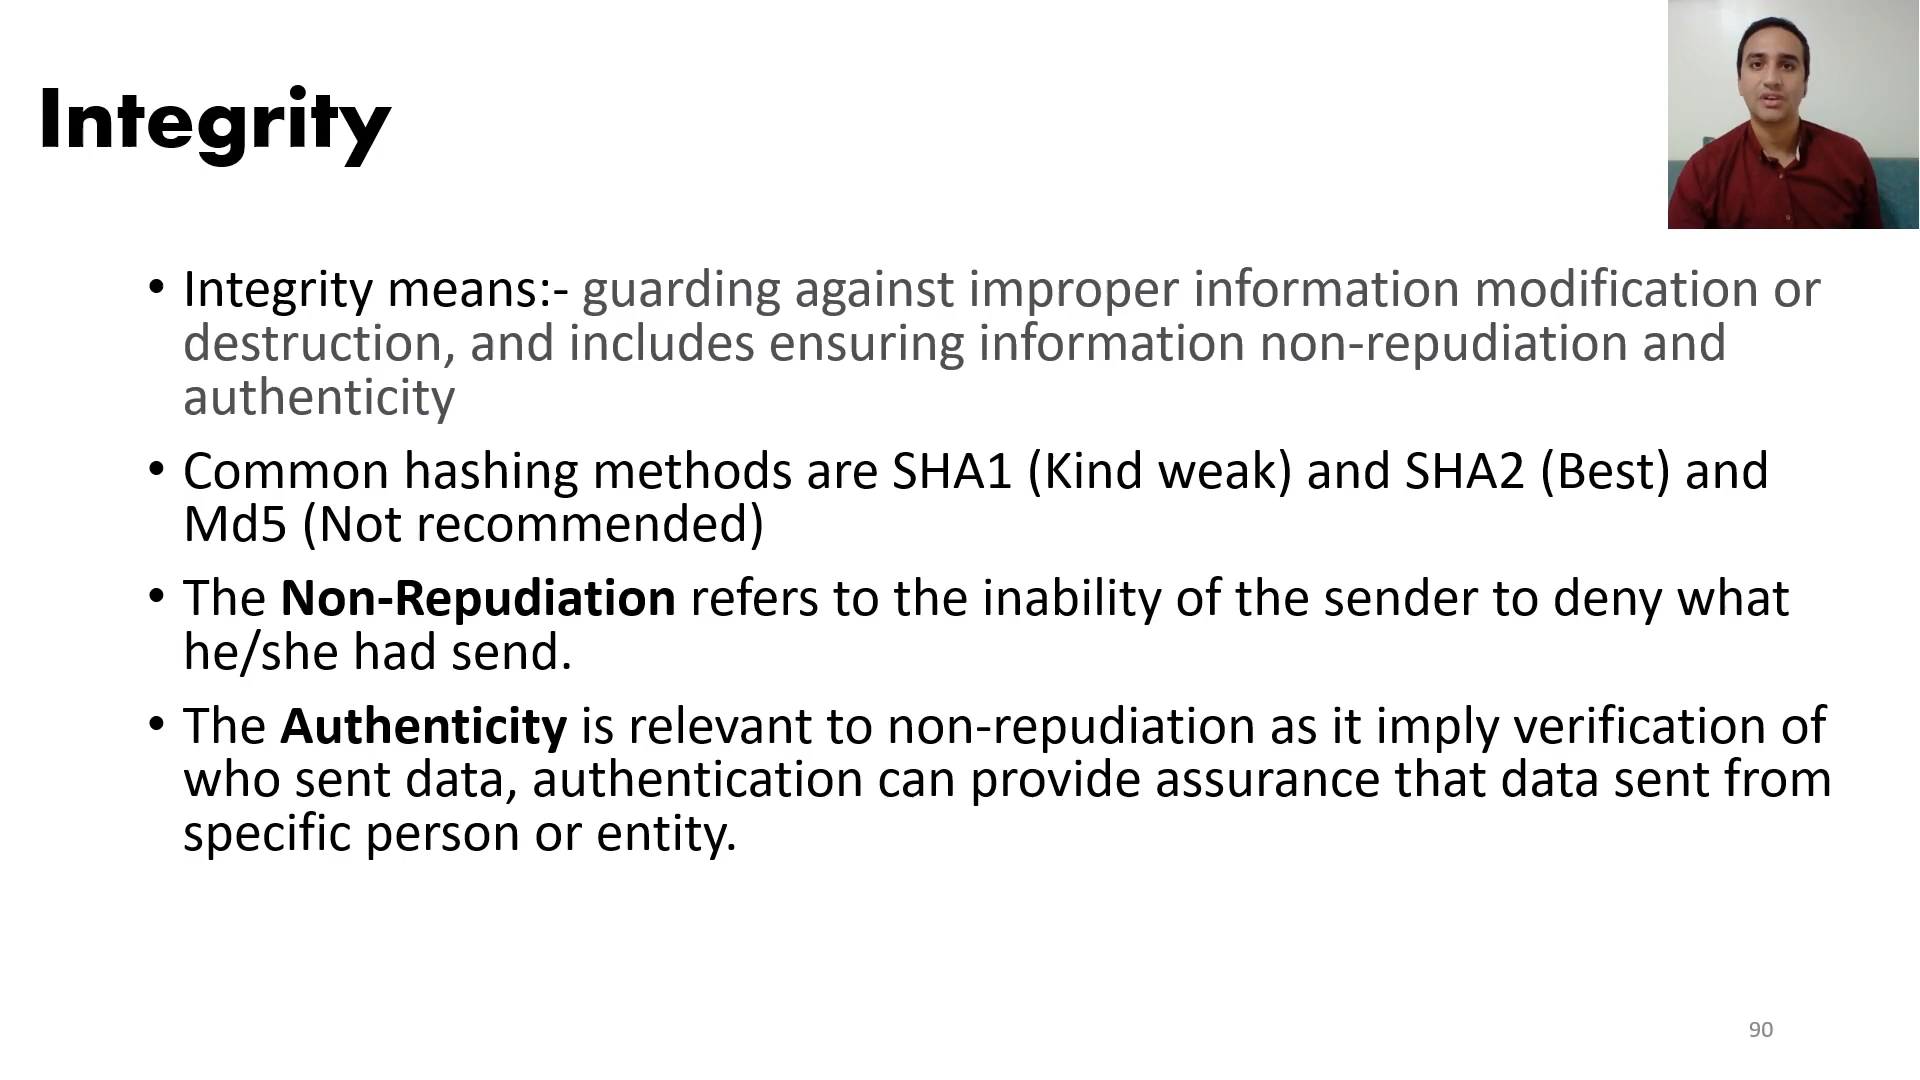 Integrity
• Integrity means:- guarding against improper information modification or
destruction, and includes ensuring information non-repudiation and
authenticity
• Common hashing methods are SHA1 (Kind weak) and SHA2 (Best) and
Md5 (Not recommended)
• The Non-Repudiation refers to the inability of the sender to deny what
he/she had send.
• The Authenticity is relevant to non-repudiation as it imply verification of
who sent data, authentication can provide assurance that data sent from
specific person or entity.
90